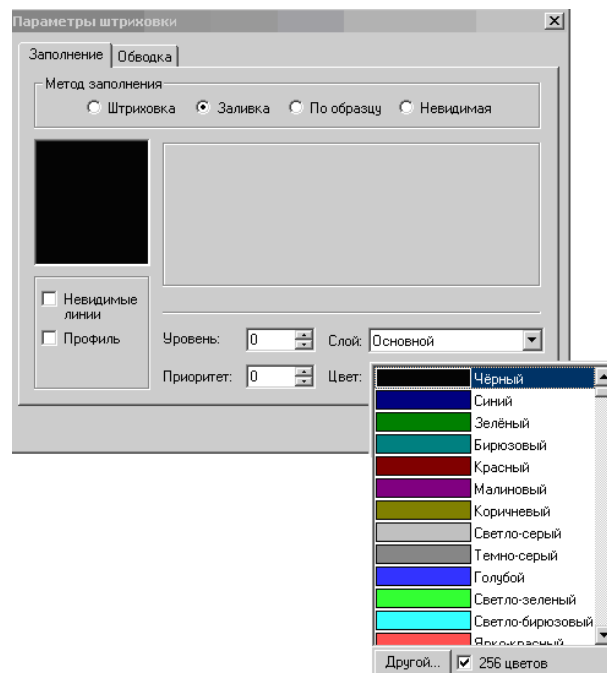 Параметры штриховки
Заполнение Обводка
Метод заполнения
Штриховка Заливка По образцу Невидимая
Невидимые
линии
Профиль Уровень: 0 Слой: Основной
Приоритет: 0 Цвет: Чёрный
Синий
Зелёный
Бирюзовый
Красный
Малиновый
Коричневый
Светло-серый
Темно-серый
Голубой
Светло-зеленый
Светло-бирюзовый
Ярко-красный
Другой... 256 цветов